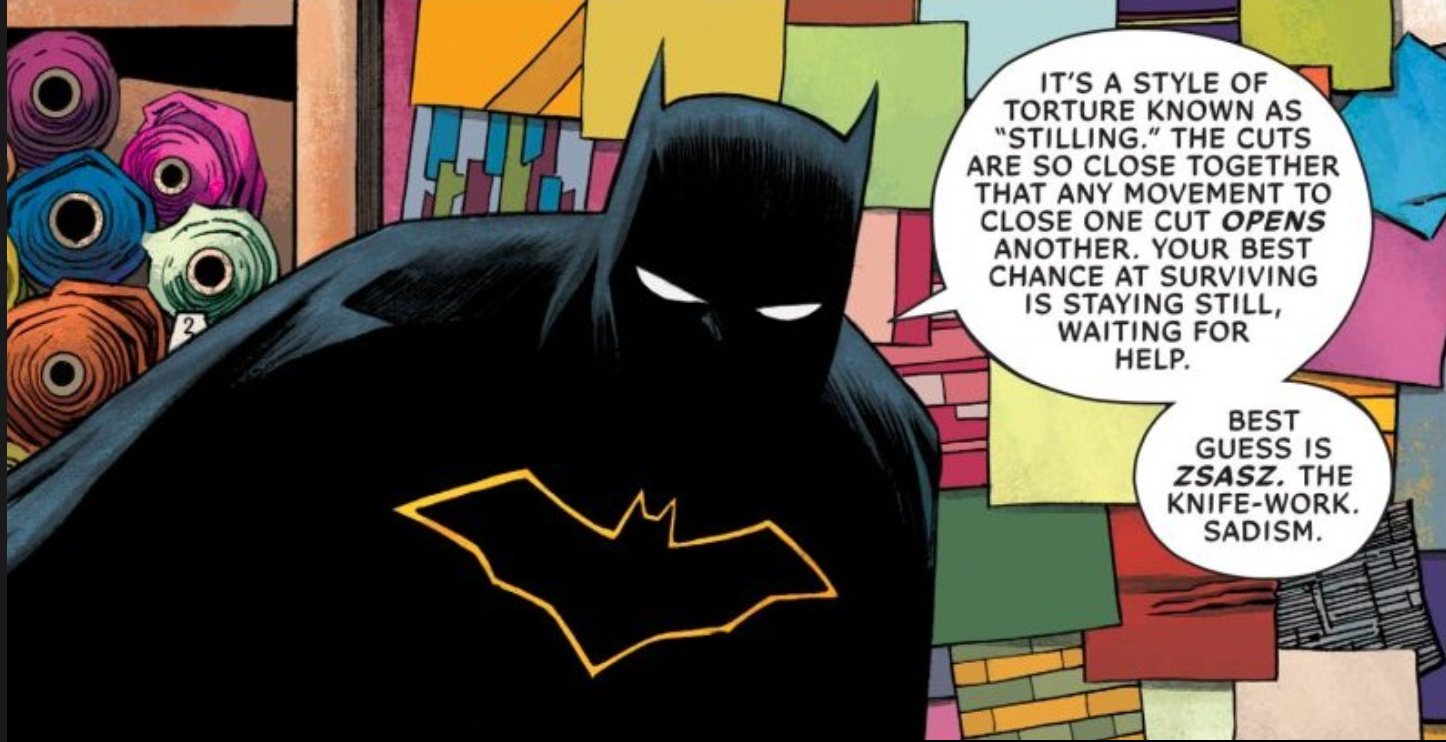 IT'S A STYLE OF
TORTURE KNOWN AS
"STILLING." THE CUTS
ARE SO CLOSE TOGETHER
THAT ANY MOVEMENT TO
CLOSE ONE CUT OPENS
ANOTHER. YOUR BEST
CHANCE AT SURVIVING
IS STAYING STILL,
WAITING FOR
HELP.
BEST
GUESS IS
ZSASZ. THE
KNIFE-WORK.
SADISM.
2